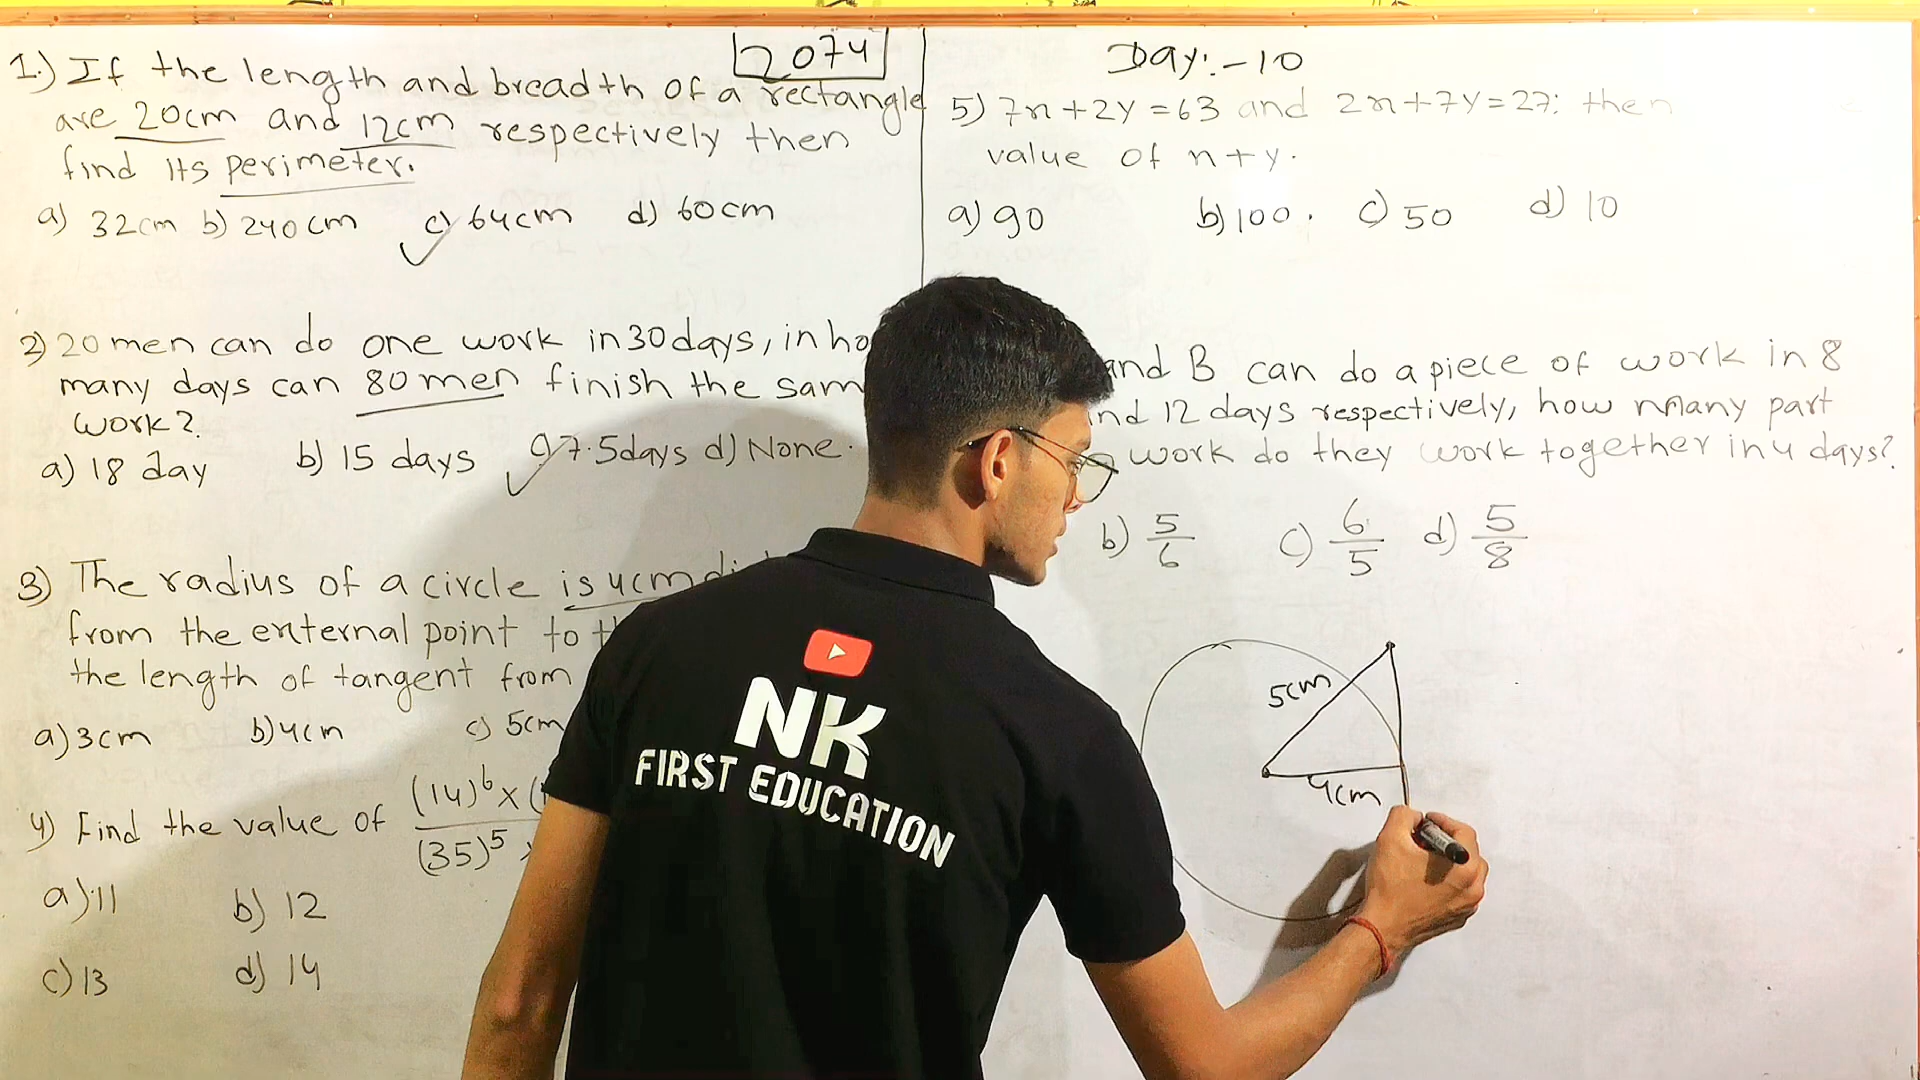 2074
1.) If the length and breadth of a rectangle
are 20cm and 12cm respectively then
find its perimeter.
a) 32cm b) 240cm c) 64cm d) 60cm
2) 20 men can do one work in 30 days, in ho
many days can 80 men finish the sam
work?
a) 18 day b) 15 days c) 7.5days d) None.
3) The radius of a circle is 4cm di
from the external point to th
the length of tangent from
a) 3cm b) 4cm c) 5cm
4) Find the value of (14)⁶ × (
(35)⁵ ×
a) 11 b) 12
c) 13 d) 14
Day:-10
5) 7x+2y=63 and 2x+7y=27; then
value of x+y.
a) 90 b) 100. c) 50 d) 10
and B can do a piece of work in 8
nd 12 days respectively, how many part
work do they work together in 4 days?
b) 5/6 c) 6/5 d) 5/8
5cm
4cm
NK
FIRST EDUCATION